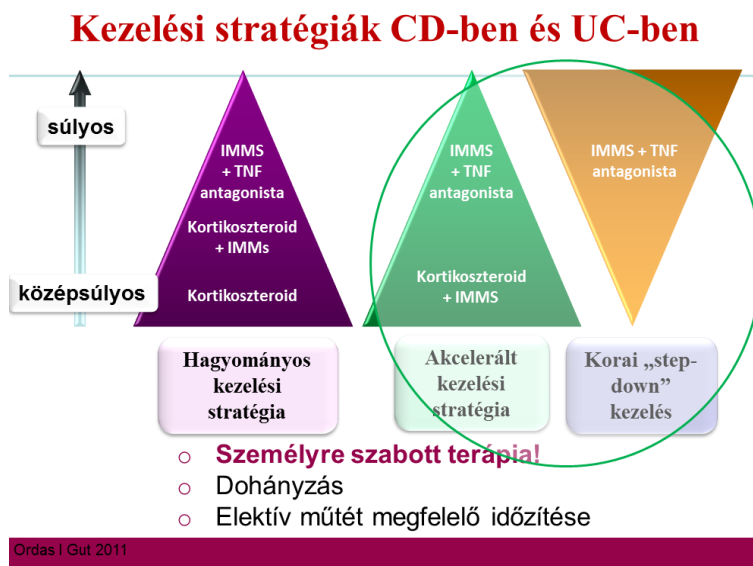 Kezelési stratégiák CD-ben és UC-ben
súlyos
középsúlyos
IMMS
+ TNF
antagonista
Kortikoszteroid
+ IMMs
Kortikoszteroid
IMMS
+ TNF
antagonista
Kortikoszteroid
+ IMMS
IMMS + TNF
antagonista
Hagyományos
kezelési
stratégia
Akcelerált
kezelési
stratégia
Korai „step-
down”
kezelés
o Személyre szabott terápia!
o Dohányzás
o Elektív műtét megfelelő időzítése
Ordas I Gut 2011